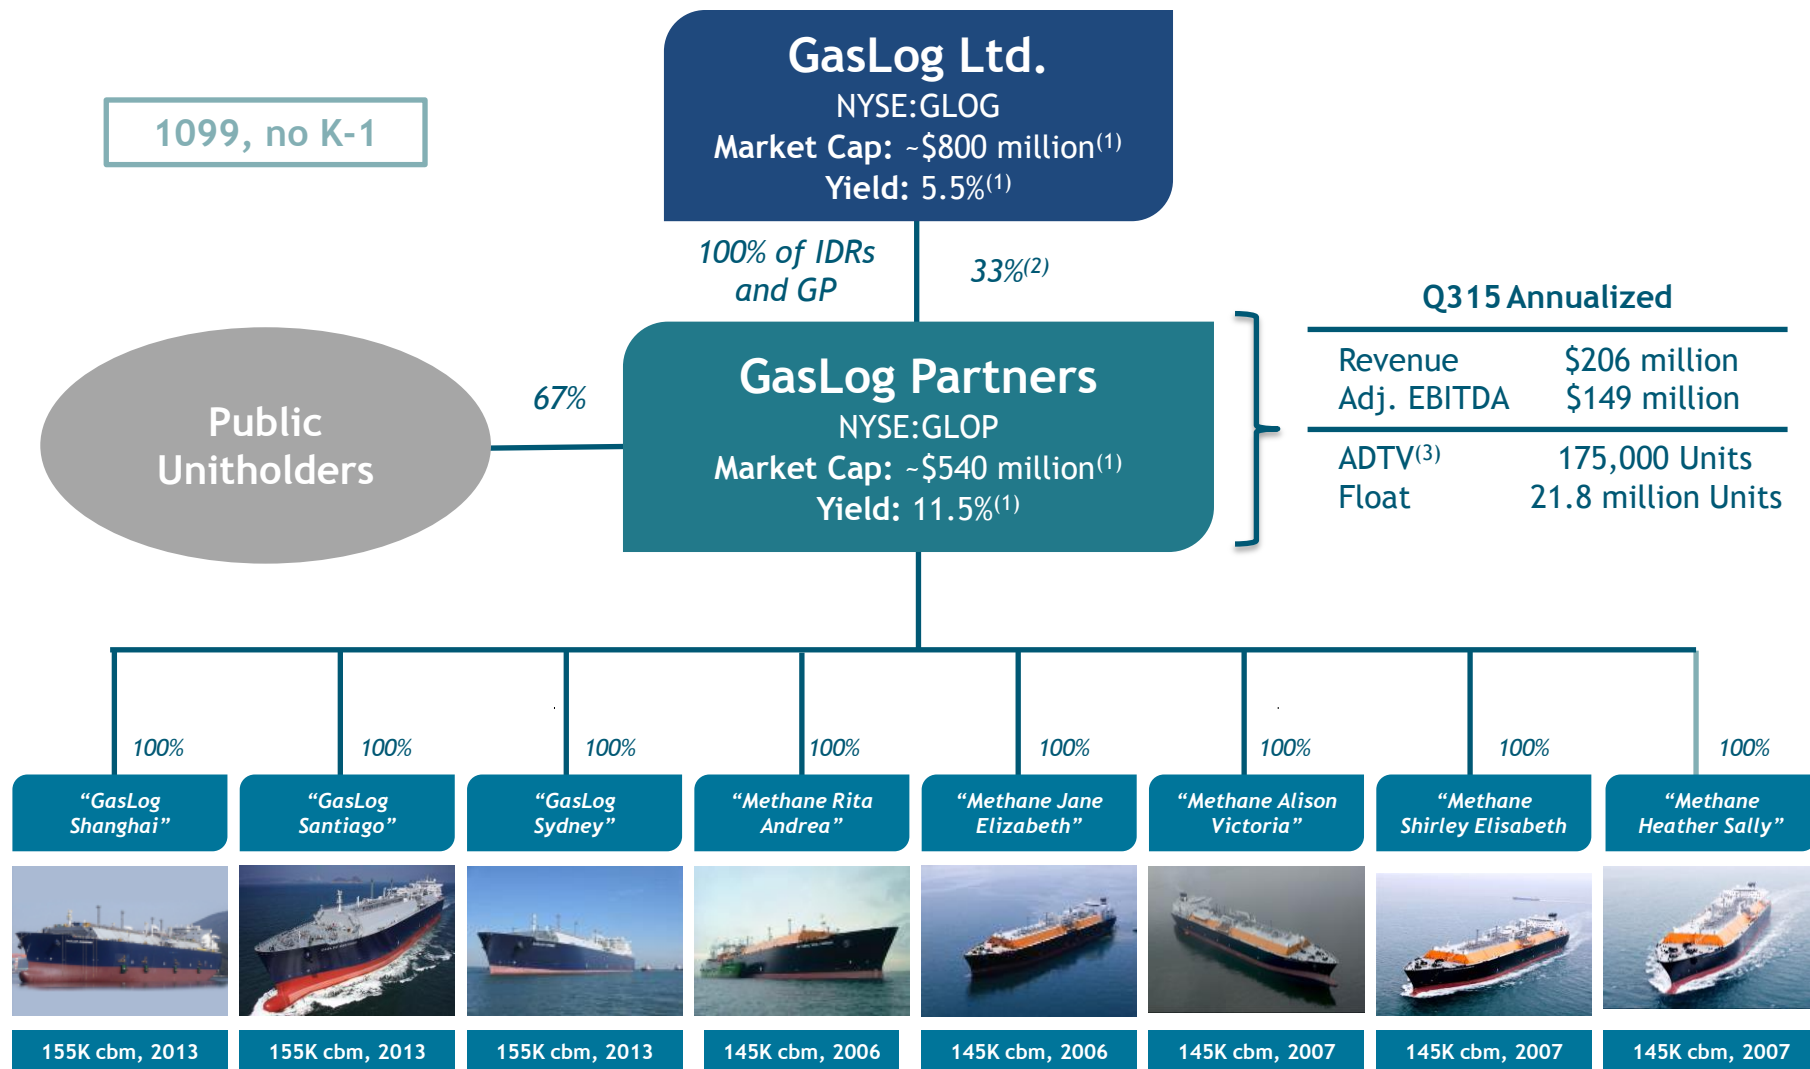 GasLog Ltd.
NYSE:GLOG
Market Cap: ~$800 million(1)
Yield: 5.5%(1)
1099, no K-1
100% of IDRs
and GP
33%(2)
Public
Unitholders
67%
GasLog Partners
NYSE:GLOP
Market Cap: ~$540 million(1)
Yield: 11.5%(1)
Q315 Annualized
Revenue $206 million
Adj. EBITDA $149 million
ADTV(3) 175,000 Units
Float 21.8 million Units
100% 100% 100% 100% 100% 100% 100% 100%
“GasLog
Shanghai”
“GasLog
Santiago”
“GasLog
Sydney”
“Methane Rita
Andrea”
“Methane Jane
Elizabeth”
“Methane Alison
Victoria”
“Methane
Shirley Elisabeth
“Methane
Heather Sally”
155K cbm, 2013
155K cbm, 2013
155K cbm, 2013
145K cbm, 2006
145K cbm, 2006
145K cbm, 2007
145K cbm, 2007
145K cbm, 2007